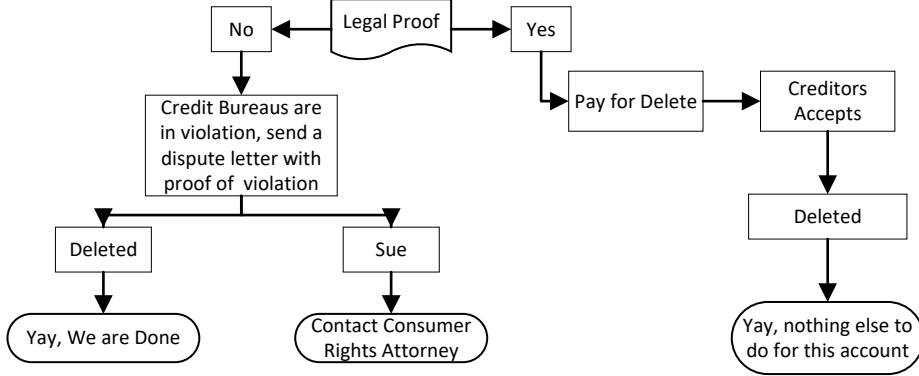 Legal Proof
No
Yes
Credit Bureaus are
in violation, send a
dispute letter with
proof of violation
Pay for Delete
Creditors
Accepts
Deleted
Sue
Deleted
Yay, We are Done
Contact Consumer
Rights Attorney
Yay, nothing else to
do for this account